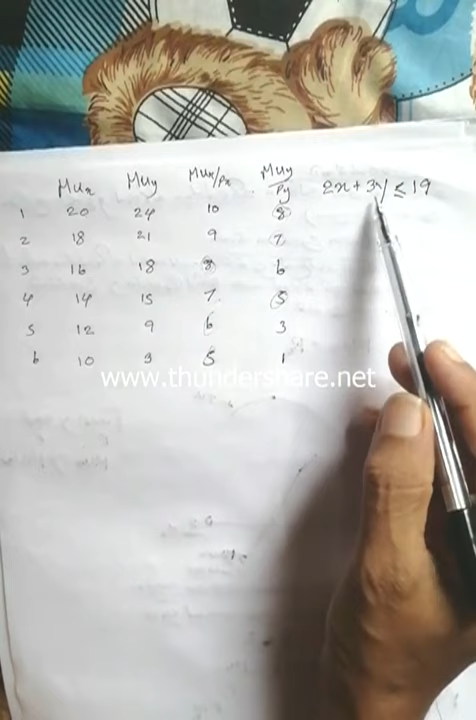 MUx MUy MUx/Px MUy/Py 2x + 3y ≤ 19
1 20 24 10 8
2 18 21 9 7
3 16 18 8 6
4 14 15 7 5
5 12 9 6 3
6 10 3 5 1
www.thundershare.net